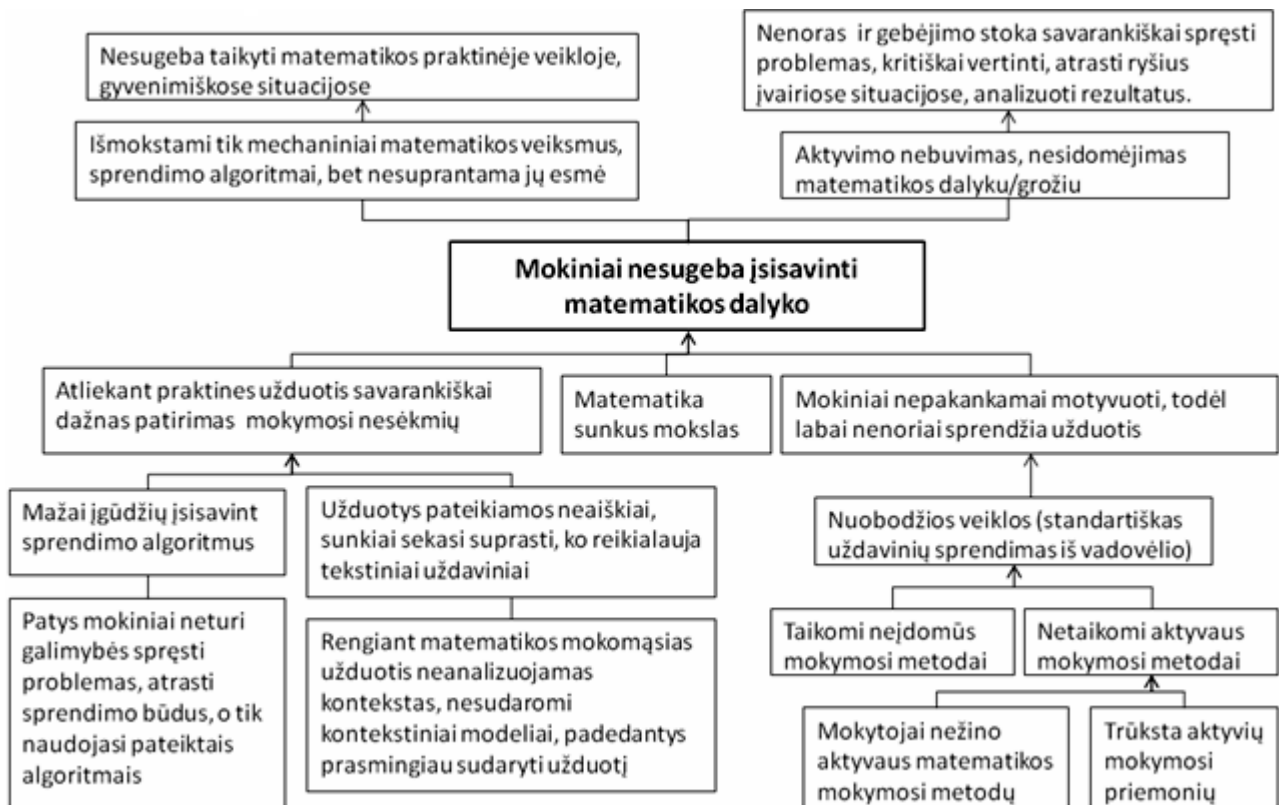 Nesugeba taikyti matematikos praktinėje veikloje,
gyvenimiškose situacijose
Nenoras ir gebėjimo stoka savarankiškai spręsti
problemas, kritiškai vertinti, atrasti ryšius
įvairiose situacijose, analizuoti rezultatus.
Išmokstami tik mechaniniai matematikos veiksmus,
sprendimo algoritmai, bet nesuprantama jų esmė
Aktyvimo nebuvimas, nesidomėjimas
matematikos dalyku/grožiu
Mokiniai nesugeba įsisavinti
matematikos dalyko
Atliekant praktines užduotis savarankiškai
dažnas patirimas mokymosi nesėkmių
Matematika
sunkus mokslas
Mokiniai nepakankamai motyvuoti, todėl
labai nenoriai sprendžia užduotis
Mažai įgūdžių įsisavint
sprendimo algoritmus
Užduotys pateikiamos neaiškiai,
sunkiai sekasi suprasti, ko reikialauja
tekstiniai uždaviniai
Nuobodžios veiklos (standartiškas
uždavinių sprendimas iš vadovėlio)
Patys mokiniai neturi
galimybės spręsti
problemas, atrasti
sprendimo būdus, o tik
naudojasi pateiktais
algoritmais
Rengiant matematikos mokomąsias
užduotis neanalizuojamas
kontekstas, nesudaromi
kontekstiniai modeliai, padedantys
prasmingiau sudaryti užduotį
Taikomi neįdomūs
mokymosi metodai
Netaikomi aktyvaus
mokymosi metodai
Mokytojai nežino
aktyvaus matematikos
mokymosi metodų
Trūksta aktyvių
mokymosi
priemonių